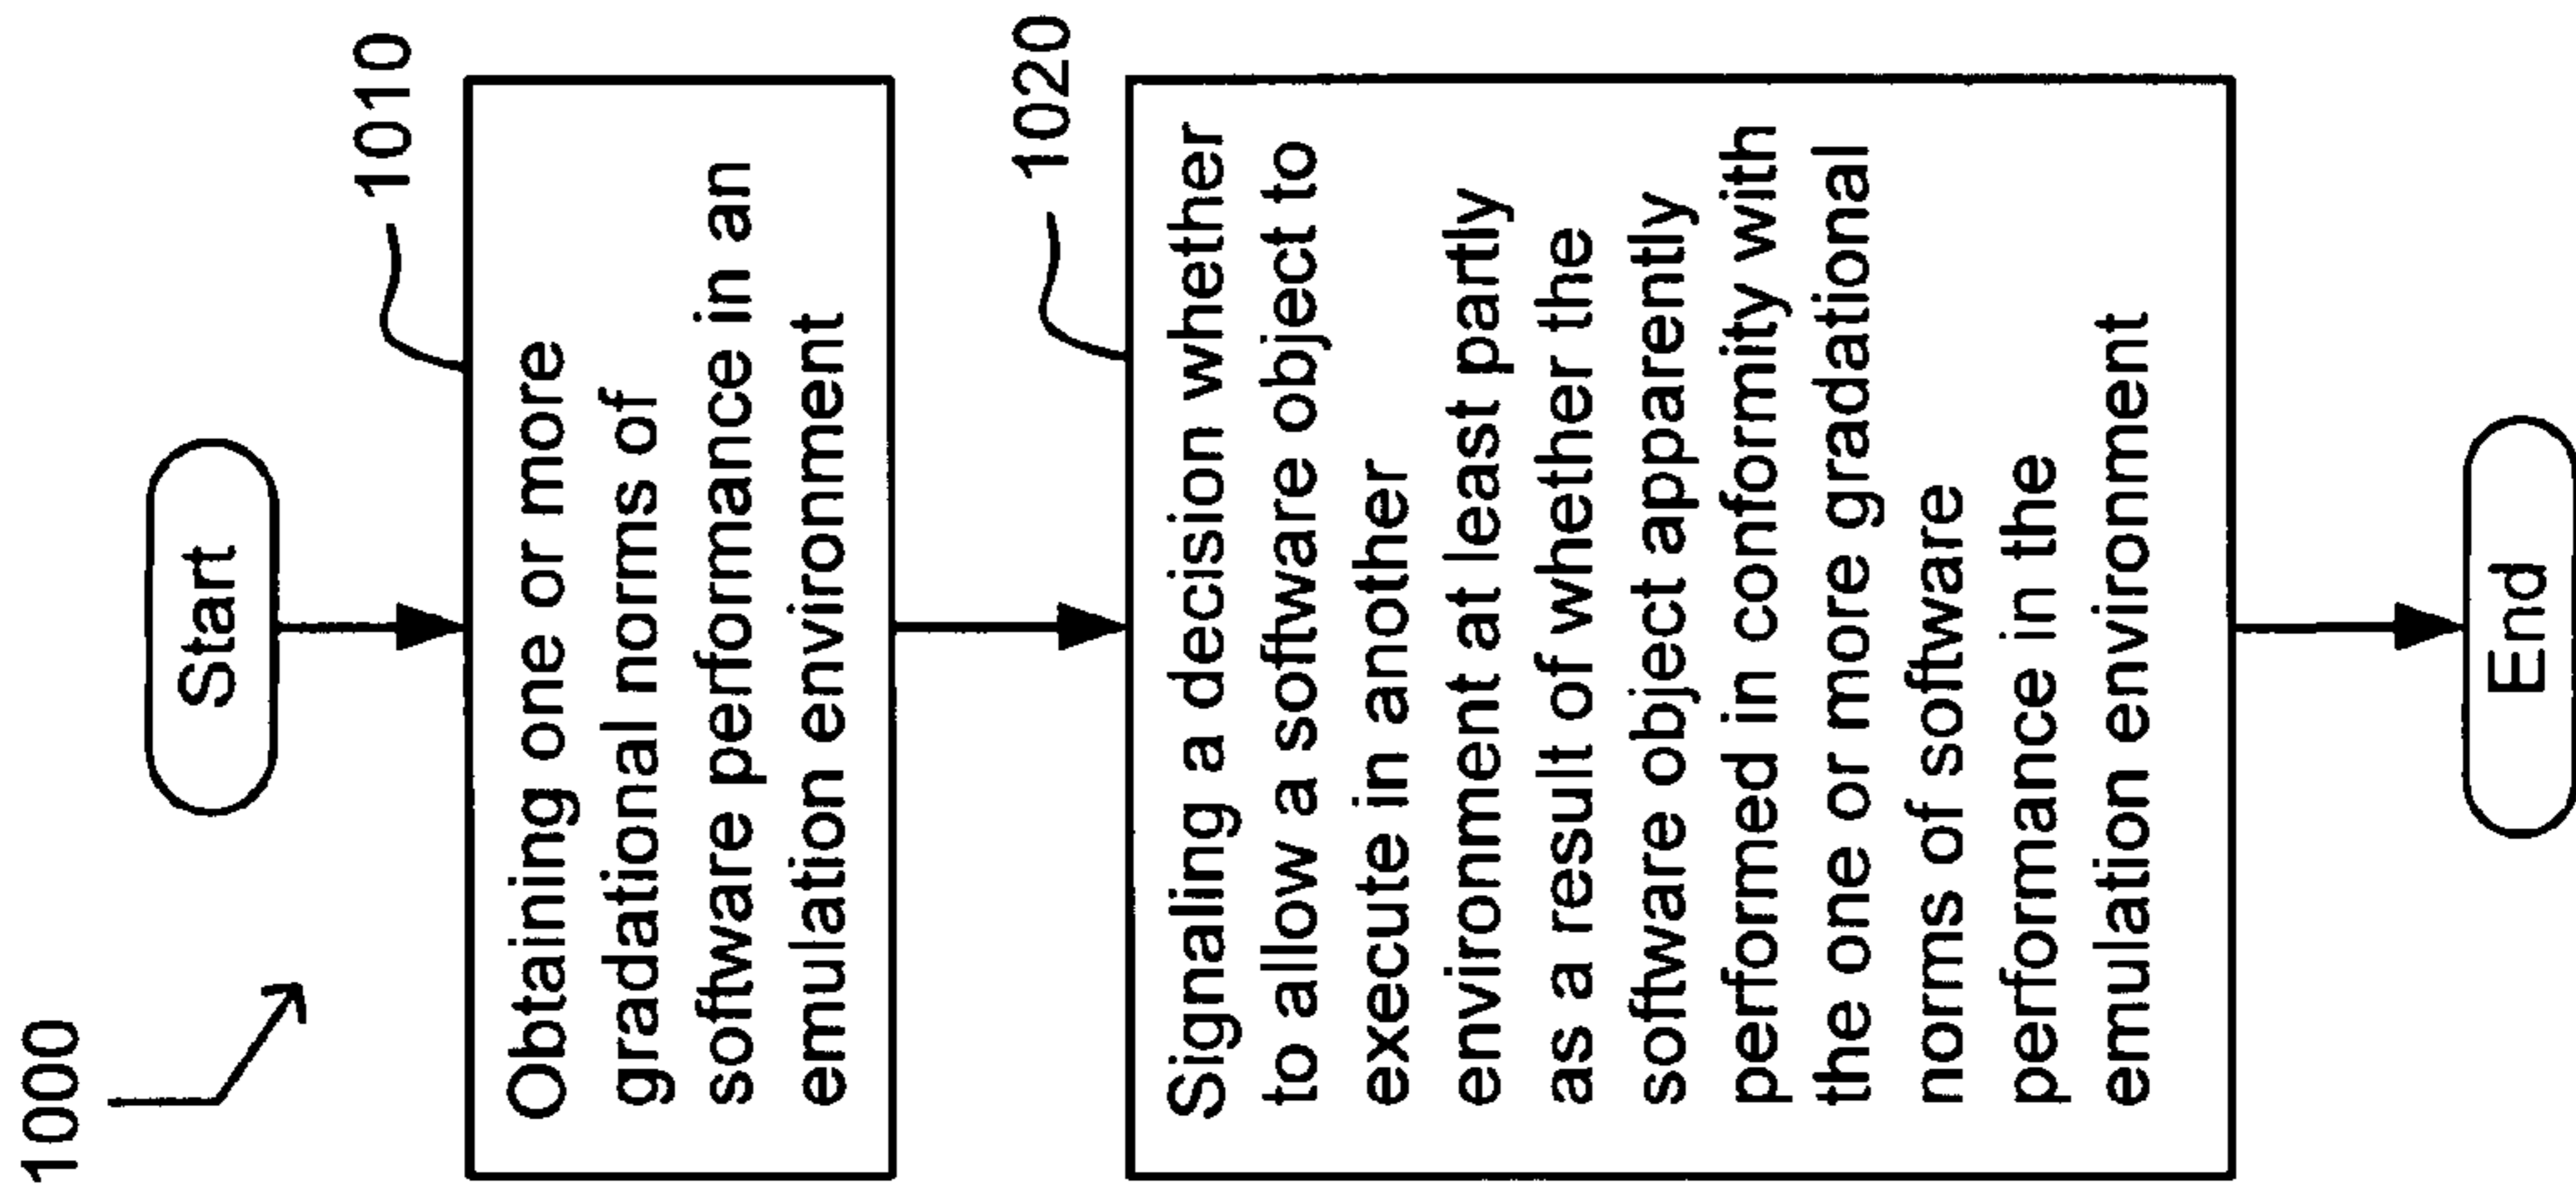 1000
Start
1010
Obtaining one or more
gradational norms of
software performance in an
emulation environment
1020
Signaling a decision whether
to allow a software object to
execute in another
environment at least partly
as a result of whether the
software object apparently
performed in conformity with
the one or more gradational
norms of software
performance in the
emulation environment
End